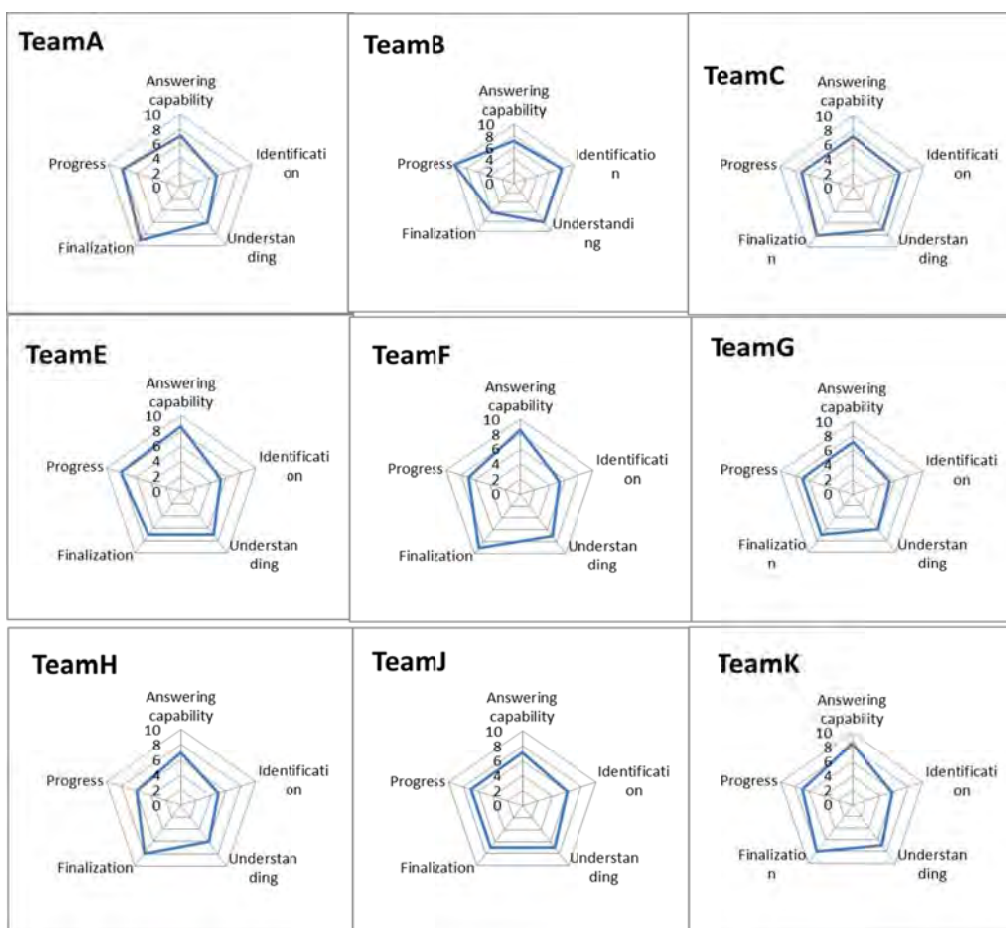 TeamA
Answering
capability
10
8
6
4
2
0
Identificati
on
Understan
ding
Finalization
Progress
TeamB
Answering
capability
10
8
6
4
2
0
Identificatio
n
Understandi
ng
Finalization
Progress
TeamC
Answering
capability
10
8
6
4
2
0
Identificati
on
Understan
ding
Finalizatio
n
Progress
TeamE
Answering
capability
10
8
6
4
2
0
Identificati
on
Understan
ding
Finalization
Progress
TeamF
Answering
capability
10
8
6
4
2
0
Identificati
on
Understan
ding
Finalization
Progress
TeamG
Answering
capability
10
8
6
4
2
0
Identificati
on
Understan
ding
Finalizatio
n
Progress
TeamH
Answering
capability
10
8
6
4
2
0
Identificati
on
Understan
ding
Finalization
Progress
TeamJ
Answering
capability
10
8
6
4
2
0
Identificati
on
Understan
ding
Finalization
Progress
TeamK
Answering
capability
10
8
6
4
2
0
Identificati
on
Understan
ding
Finalizatio
n
Progress